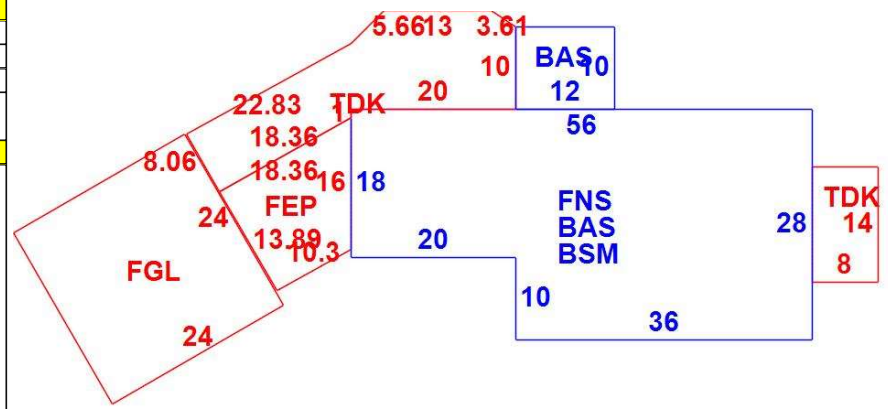 5.66 13 3.61
BAS
10 10
12
22.83 TDK 1 20
56
18.36
8.06
18.36 16 18
FEP
24
13.89
10.3
FGL
24
20
FNS
BAS
BSM
28
TDK
14
8
10
36